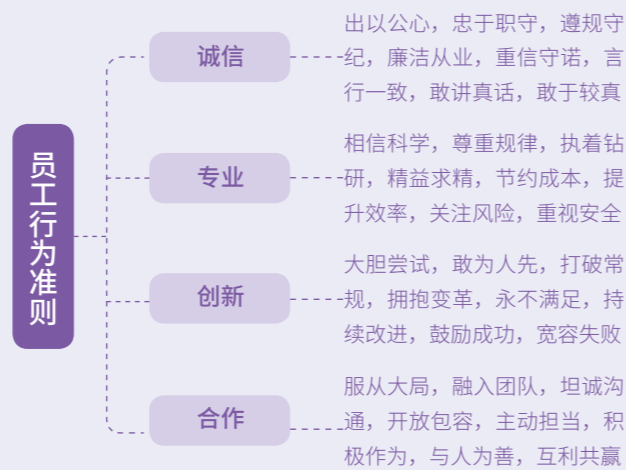 员工行为准则
诚信
出以公心，忠于职守，遵规守
纪，廉洁从业，重信守诺，言
行一致，敢讲真话，敢于较真
专业
相信科学，尊重规律，执着钻
研，精益求精，节约成本，提
升效率，关注风险，重视安全
创新
大胆尝试，敢为人先，打破常
规，拥抱变革，永不满足，持
续改进，鼓励成功，宽容失败
合作
服从大局，融入团队，坦诚沟
通，开放包容，主动担当，积
极作为，与人为善，互利共赢